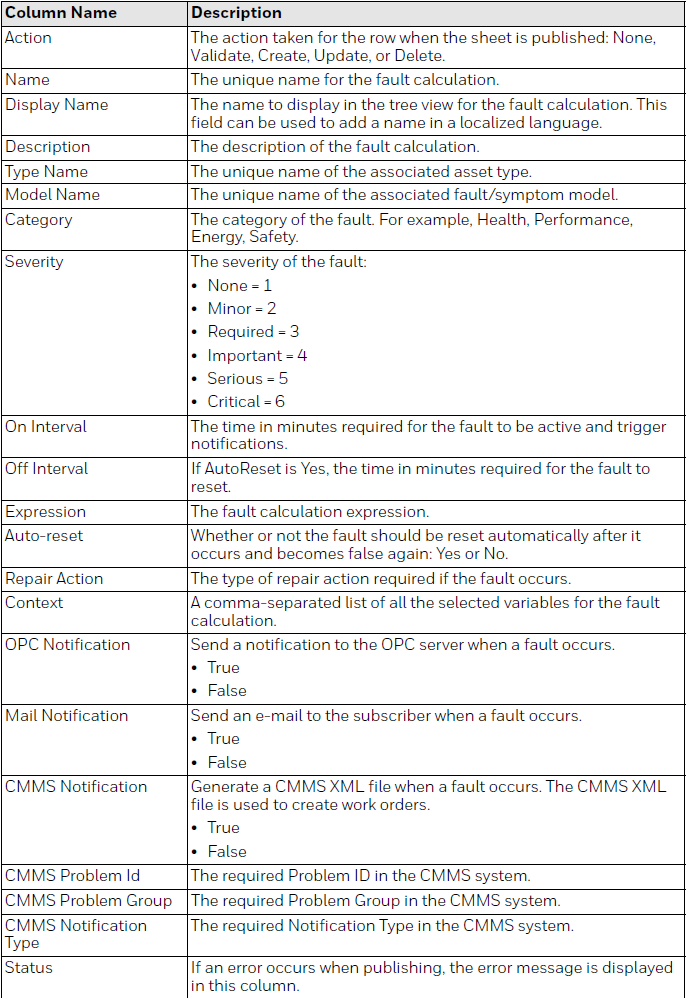 Column Name Description
Action The action taken for the row when the sheet is published: None,
Validate, Create, Update, or Delete.
Name The unique name for the fault calculation.
Display Name The name to display in the tree view for the fault calculation. This
field can be used to add a name in a localized language.
Description The description of the fault calculation.
Type Name The unique name of the associated asset type.
Model Name The unique name of the associated fault/symptom model.
Category The category of the fault. For example, Health, Performance,
Energy, Safety.
Severity The severity of the fault:
• None = 1
• Minor = 2
• Required = 3
• Important = 4
• Serious = 5
• Critical = 6
On Interval The time in minutes required for the fault to be active and trigger
notifications.
Off Interval If AutoReset is Yes, the time in minutes required for the fault to
reset.
Expression The fault calculation expression.
Auto-reset Whether or not the fault should be reset automatically after it
occurs and becomes false again: Yes or No.
Repair Action The type of repair action required if the fault occurs.
Context A comma-separated list of all the selected variables for the fault
calculation.
OPC Notification Send a notification to the OPC server when a fault occurs.
• True
• False
Mail Notification Send an e-mail to the subscriber when a fault occurs.
• True
• False
CMMS Notification Generate a CMMS XML file when a fault occurs. The CMMS XML
file is used to create work orders.
• True
• False
CMMS Problem Id The required Problem ID in the CMMS system.
CMMS Problem Group The required Problem Group in the CMMS system.
CMMS Notification The required Notification Type in the CMMS system.
Type
Status If an error occurs when publishing, the error message is displayed
in this column.